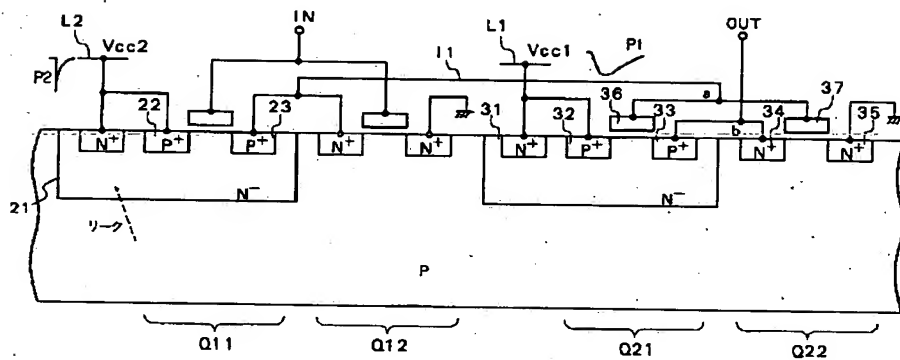 IN
OUT
L2
Vcc2
L1
Vcc1
I1
P1
P2
a
22
23
31
32
36
33
b
34
37
35
N+
P+
P+
N+
N+
N+
P+
P+
N+
N+
21
N-
N-
リーク
P
Q11
Q12
Q21
Q22